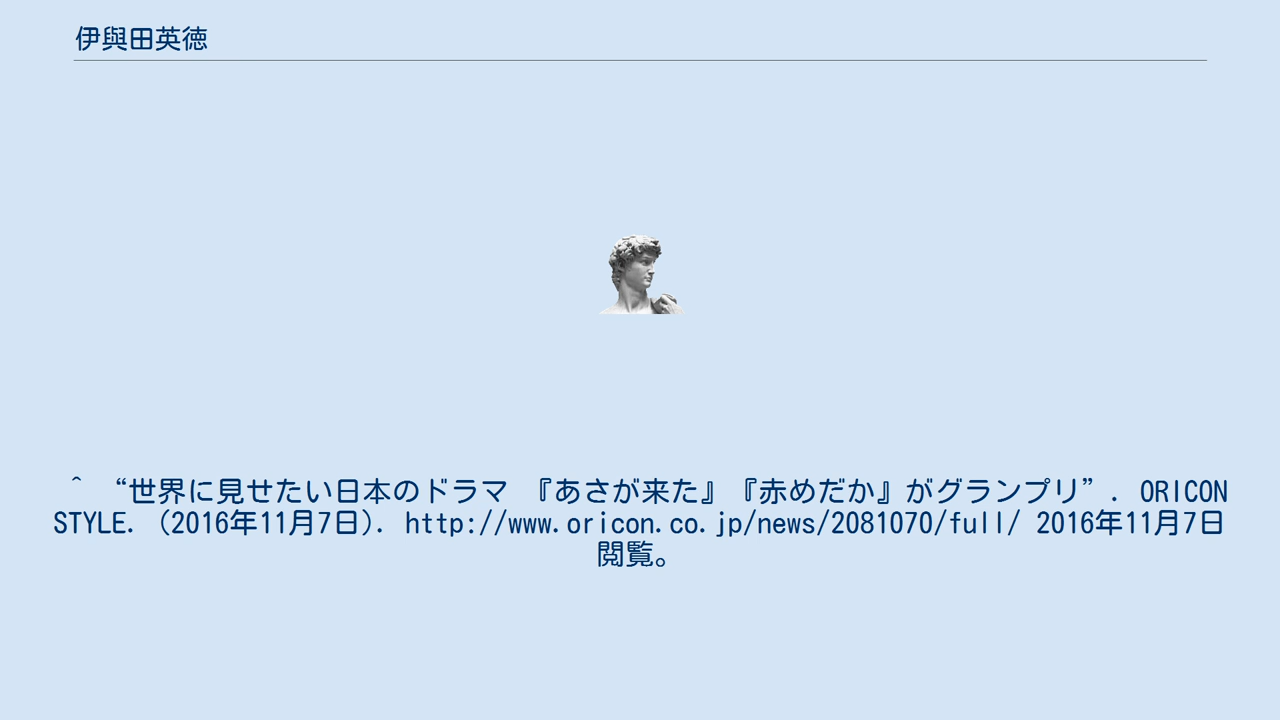 伊與田英徳
^ “世界に見せたい日本のドラマ 『あさが来た』『赤めだか』がグランプリ”. ORICON
STYLE. (2016年11月7日). http://www.oricon.co.jp/news/2081070/full/ 2016年11月7日
閲覧。